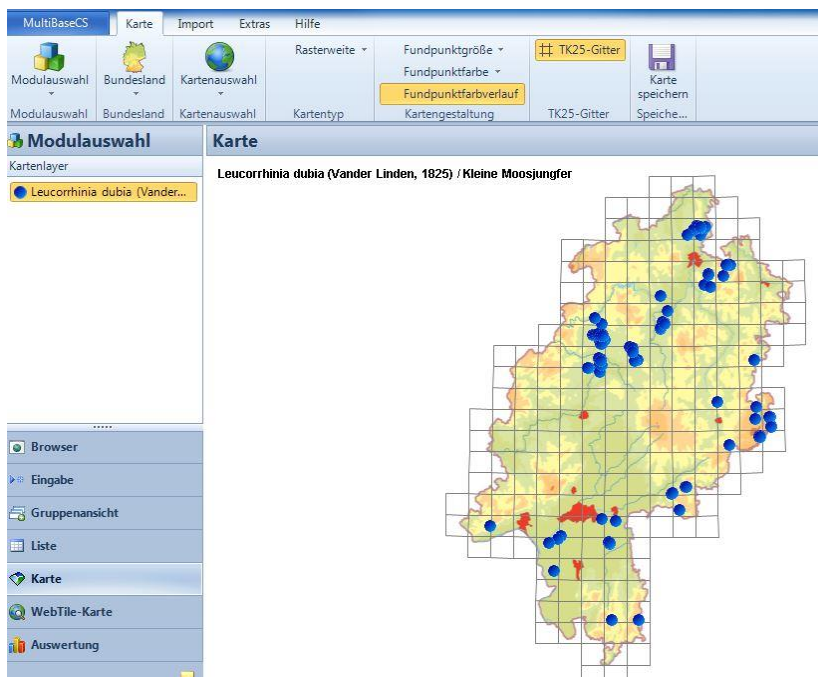 MultiBaseCS Karte Import Extras Hilfe
Modulauswahl
Bundesland
Kartenauswahl
Rasterweite
Fundpunktgröße
Fundpunktfarbe
Fundpunktfarbverlauf
TK25-Gitter
Karte
speichern
Modulauswahl Bundesland Kartenauswahl Kartentyp Kartengestaltung TK25-Gitter Speiche...
Modulauswahl
Kartenlayer
Leucorrhinia dubia (Vander...
Browser
Eingabe
Gruppenansicht
Liste
Karte
WebTile-Karte
Auswertung
Karte
Leucorrhinia dubia (Vander Linden, 1825) / Kleine Moosjungfer